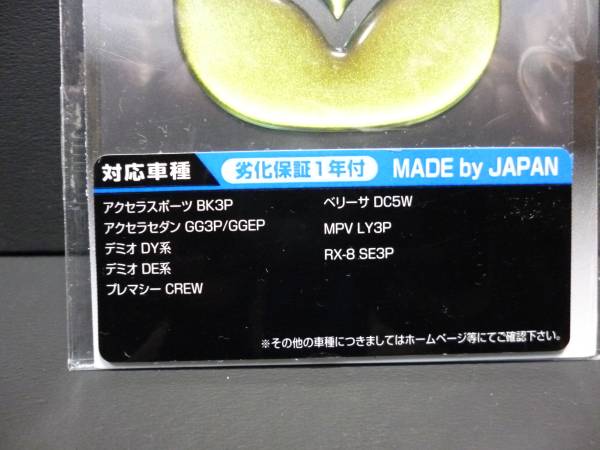 対応車種 劣化保証1年付 MADE by JAPAN
アクセラスポーツ BK3P
アクセラセダン GG3P/GGEP
デミオ DY系
デミオ DE系
プレマシー CREW
ベリーサ DC5W
MPV LY3P
RX-8 SE3P
※その他の車種につきましてはホームページ等にてご確認下さい。